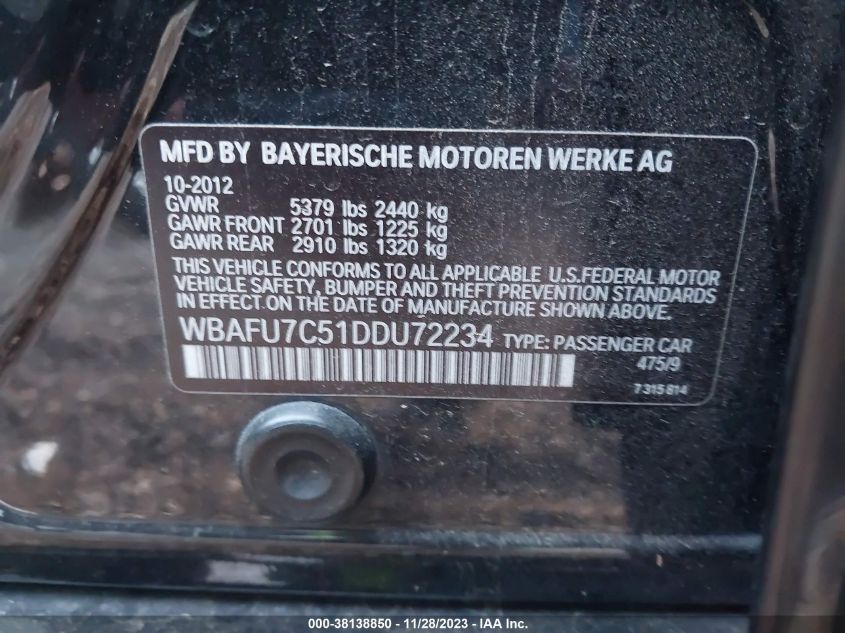 MFD BY BAYERISCHE MOTOREN WERKE AG
10-2012
GVWR 5379 lbs 2440 kg
GAWR FRONT 2701 lbs 1225 kg
GAWR REAR 2910 lbs 1320 kg
THIS VEHICLE CONFORMS TO ALL APPLICABLE U.S.FEDERAL MOTOR
VEHICLE SAFETY, BUMPER AND THEFT PREVENTION STANDARDS
IN EFFECT ON THE DATE OF MANUFACTURE SHOWN ABOVE.
WBAFU7C51DDU72234 TYPE: PASSENGER CAR
475/9
7 315 814
000-38138850 - 11/28/2023 - © IAA Inc.